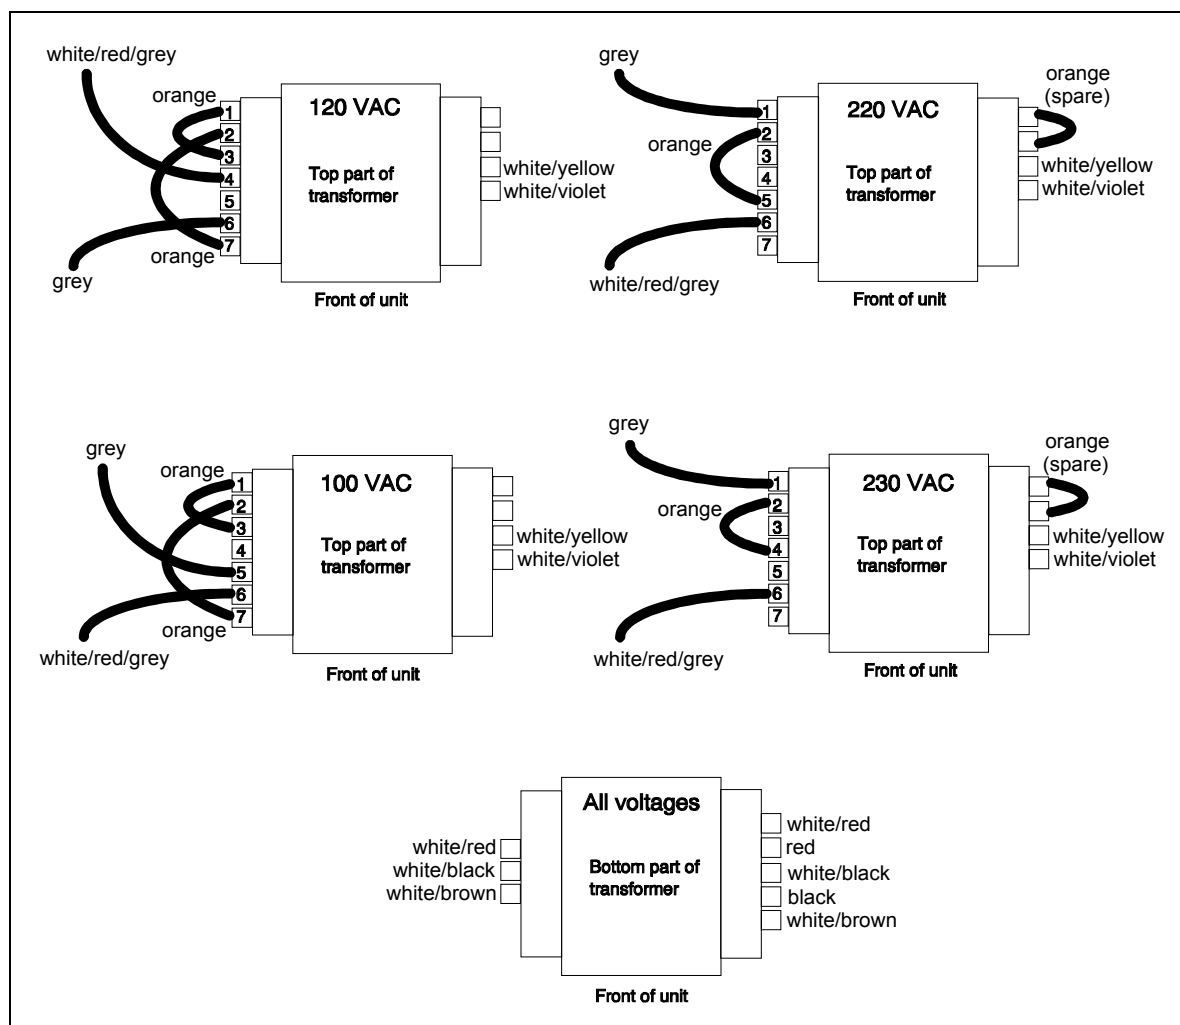 white/red/grey
orange
1
2
3
4
5
6
7
orange
grey
120 VAC
Top part of
transformer
white/yellow
white/violet
Front of unit
grey
orange
1
2
3
4
5
6
7
white/red/grey
220 VAC
Top part of
transformer
orange
(spare)
white/yellow
white/violet
Front of unit
grey
orange
1
2
3
4
5
6
7
orange
white/red/grey
100 VAC
Top part of
transformer
white/yellow
white/violet
Front of unit
grey
orange
1
2
3
4
5
6
7
white/red/grey
230 VAC
Top part of
transformer
orange
(spare)
white/yellow
white/violet
Front of unit
All voltages
Bottom part of
transformer
white/red
white/black
white/brown
white/red
red
white/black
black
white/brown
Front of unit